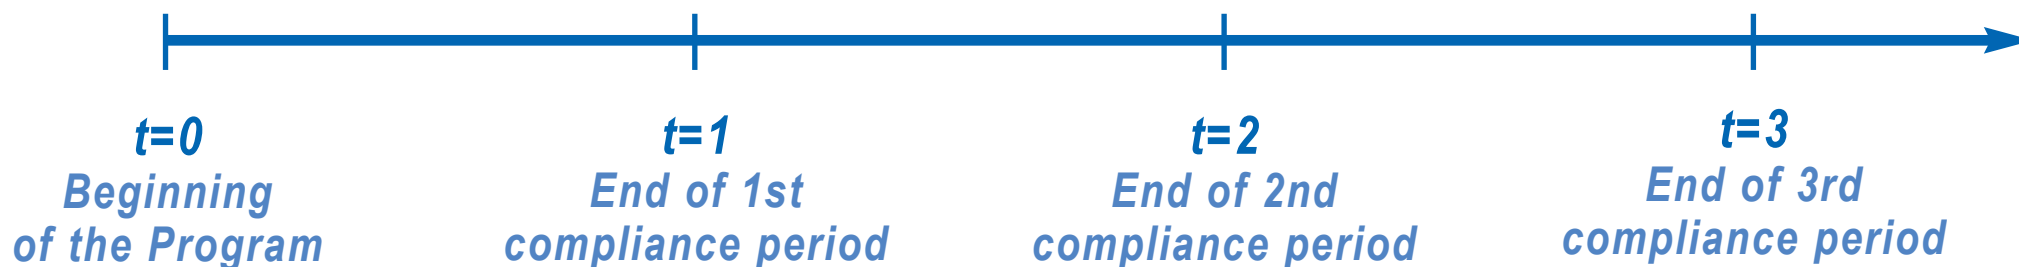 t=0
Beginning
of the Program
t=1
End of 1st
compliance period
t=2
End of 2nd
compliance period
t=3
End of 3rd
compliance period